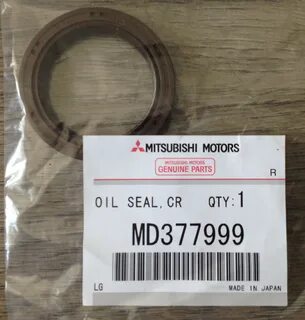 MITSUBISHI MOTORS
MITSUBISHI MOTORS
GENUINE PARTS
R
OIL SEAL,CR QTY:1
MD377999
LG MADE IN JAPAN